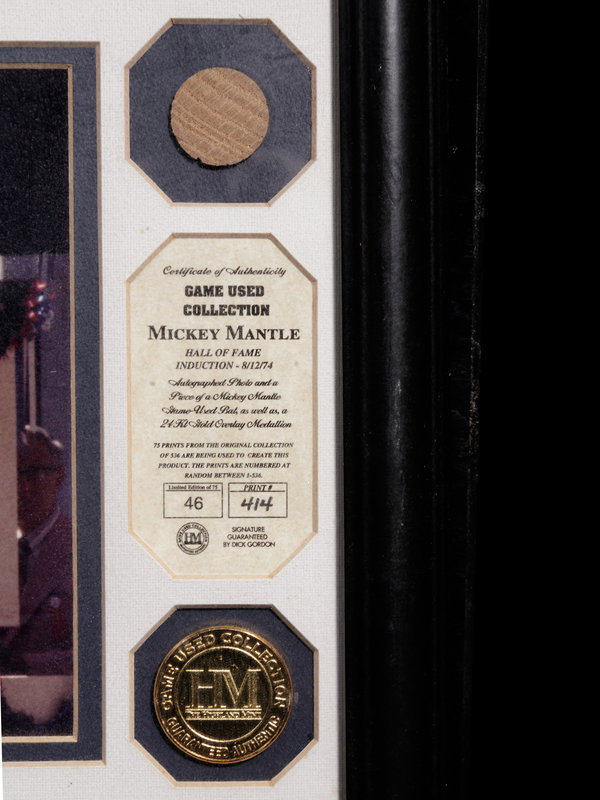 Certificate of Authenticity
GAME USED
COLLECTION
MICKEY MANTLE
HALL OF FAME
INDUCTION - 8/12/74
Autographed Photo and a
Piece of a Mickey Mantle
Game Used Bat, as well as, a
24 Kt Gold Overlay Medallion
75 PRINTS FROM THE ORIGINAL COLLECTION
OF 536 ARE BEING USED TO CREATE THIS
PRODUCT. THE PRINTS ARE NUMBERED AT
RANDOM BETWEEN 1-536.
Limited Edition of 75
46
PRINT #
414
HM
SIGNATURE
GUARANTEED
BY DICK GORDON
GAME USED COLLECTION
HM
GUARANTEED AUTHENTIC